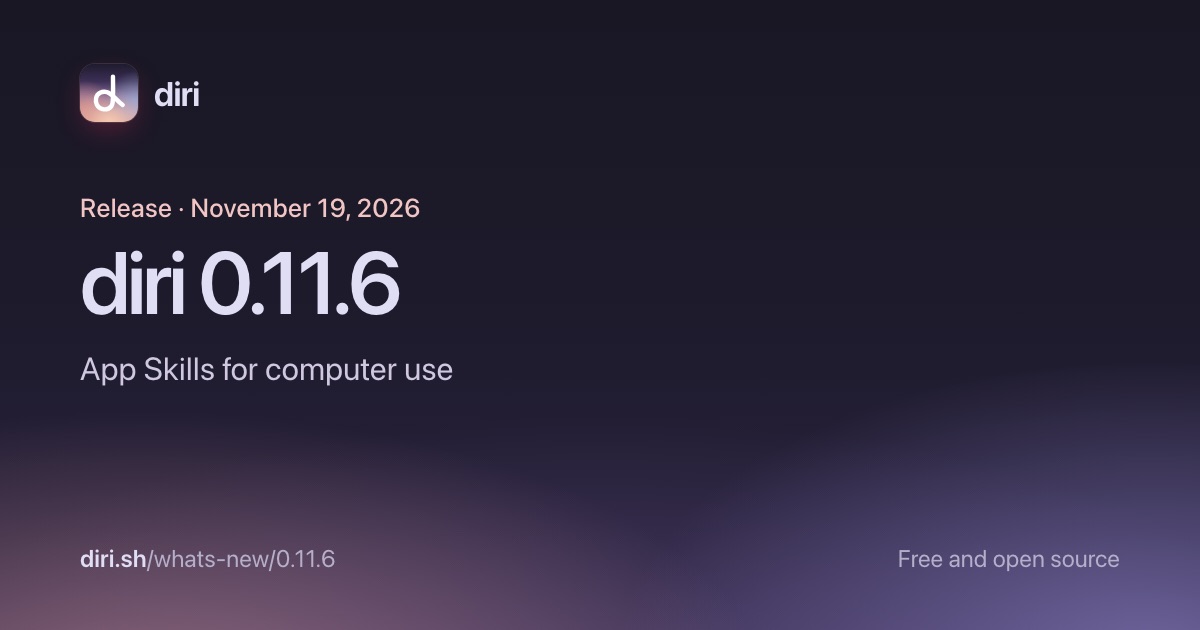 diri
Release · November 19, 2026
diri 0.11.6
App Skills for computer use
diri.sh/whats-new/0.11.6
Free and open source